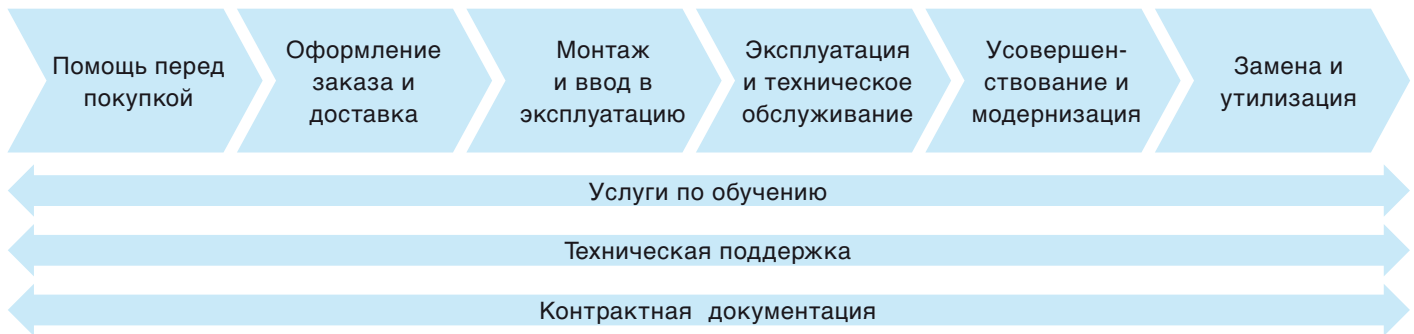 Помощь перед
покупкой
Оформление
заказа и
доставка
Монтаж
и ввод в
эксплуатацию
Эксплуатация
и техническое
обслуживание
Усовершен-
ствование и
модернизация
Замена и
утилизация
Услуги по обучению
Техническая поддержка
Контрактная документация